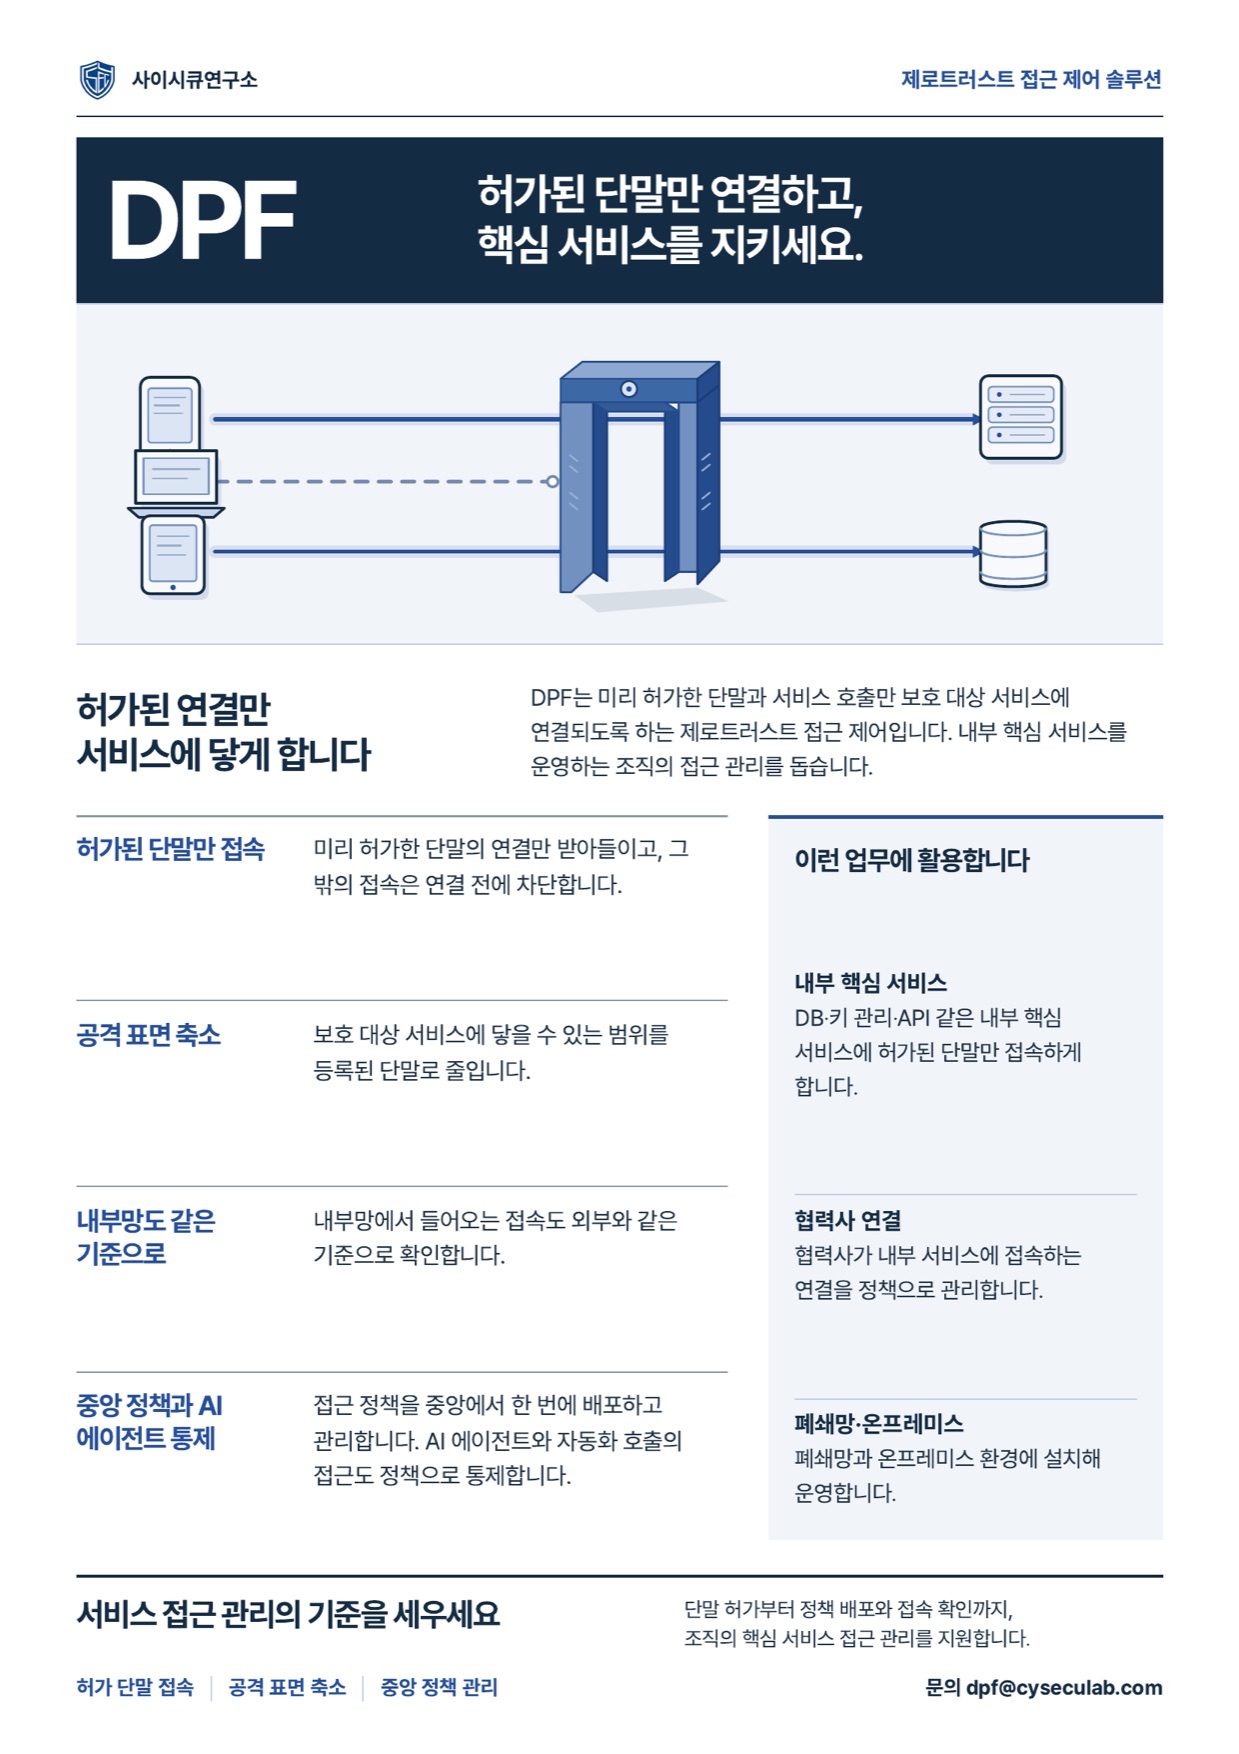 사이시큐연구소
제로트러스트 접근 제어 솔루션
DPF
허가된 단말만 연결하고,
핵심 서비스를 지키세요.
허가된 연결만
서비스에 닿게 합니다
DPF는 미리 허가한 단말과 서비스 호출만 보호 대상 서비스에
연결되도록 하는 제로트러스트 접근 제어입니다. 내부 핵심 서비스를
운영하는 조직의 접근 관리를 돕습니다.
허가된 단말만 접속
미리 허가한 단말의 연결만 받아들이고, 그
밖의 접속은 연결 전에 차단합니다.
공격 표면 축소
보호 대상 서비스에 닿을 수 있는 범위를
등록된 단말로 줄입니다.
내부망도 같은
기준으로
내부망에서 들어오는 접속도 외부와 같은
기준으로 확인합니다.
중앙 정책과 AI
에이전트 통제
접근 정책을 중앙에서 한 번에 배포하고
관리합니다. AI 에이전트와 자동화 호출의
접근도 정책으로 통제합니다.
이런 업무에 활용합니다
내부 핵심 서비스
DB·키 관리·API 같은 내부 핵심
서비스에 허가된 단말만 접속하게
합니다.
협력사 연결
협력사가 내부 서비스에 접속하는
연결을 정책으로 관리합니다.
폐쇄망·온프레미스
폐쇄망과 온프레미스 환경에 설치해
운영합니다.
서비스 접근 관리의 기준을 세우세요
단말 허가부터 정책 배포와 접속 확인까지,
조직의 핵심 서비스 접근 관리를 지원합니다.
허가 단말 접속
공격 표면 축소
중앙 정책 관리
문의 dpf@cyseculab.com